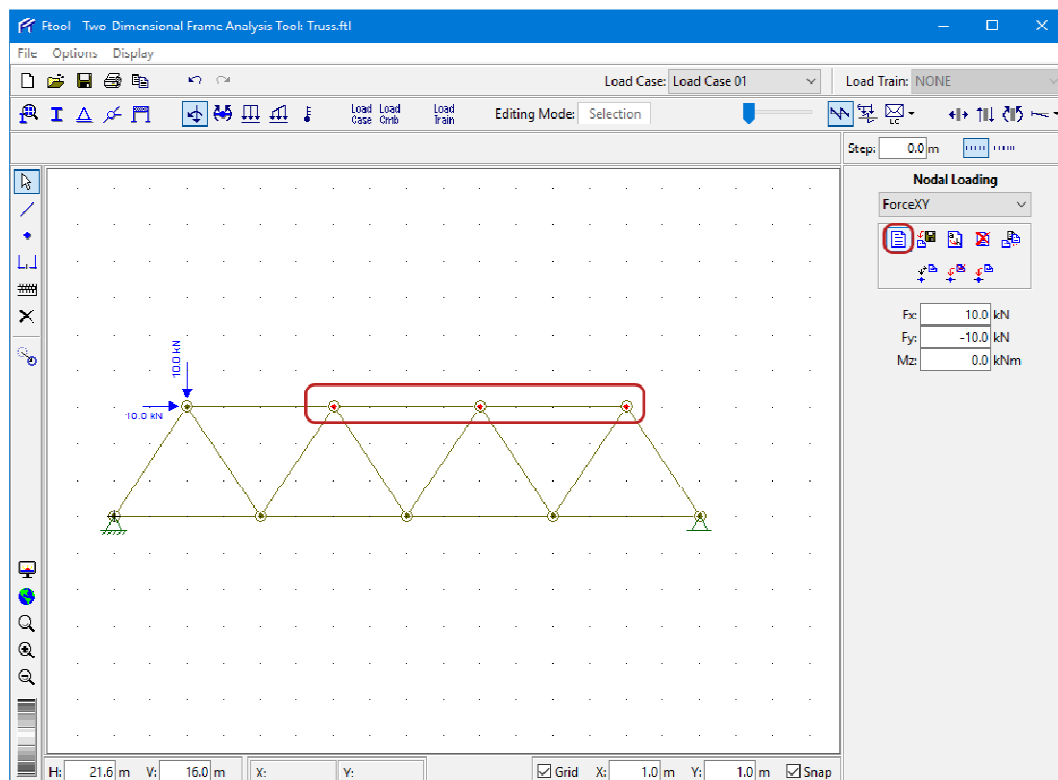 Ftool - Two-Dimensional Frame Analysis Tool: Truss.ftl
File Options Display
Load Case: Load Case 01 Load Train: NONE
Load Case Load Cmb Load Train Editing Mode: Selection LC
Step: 0.0 m
Nodal Loading
ForceXY
Fx: 10.0 kN
Fy: -10.0 kN
Mz: 0.0 kNm
10.0 kN
10.0 kN
H: 21.6 m V: 16.0 m X: Y: Grid X: 1.0 m Y: 1.0 m Snap